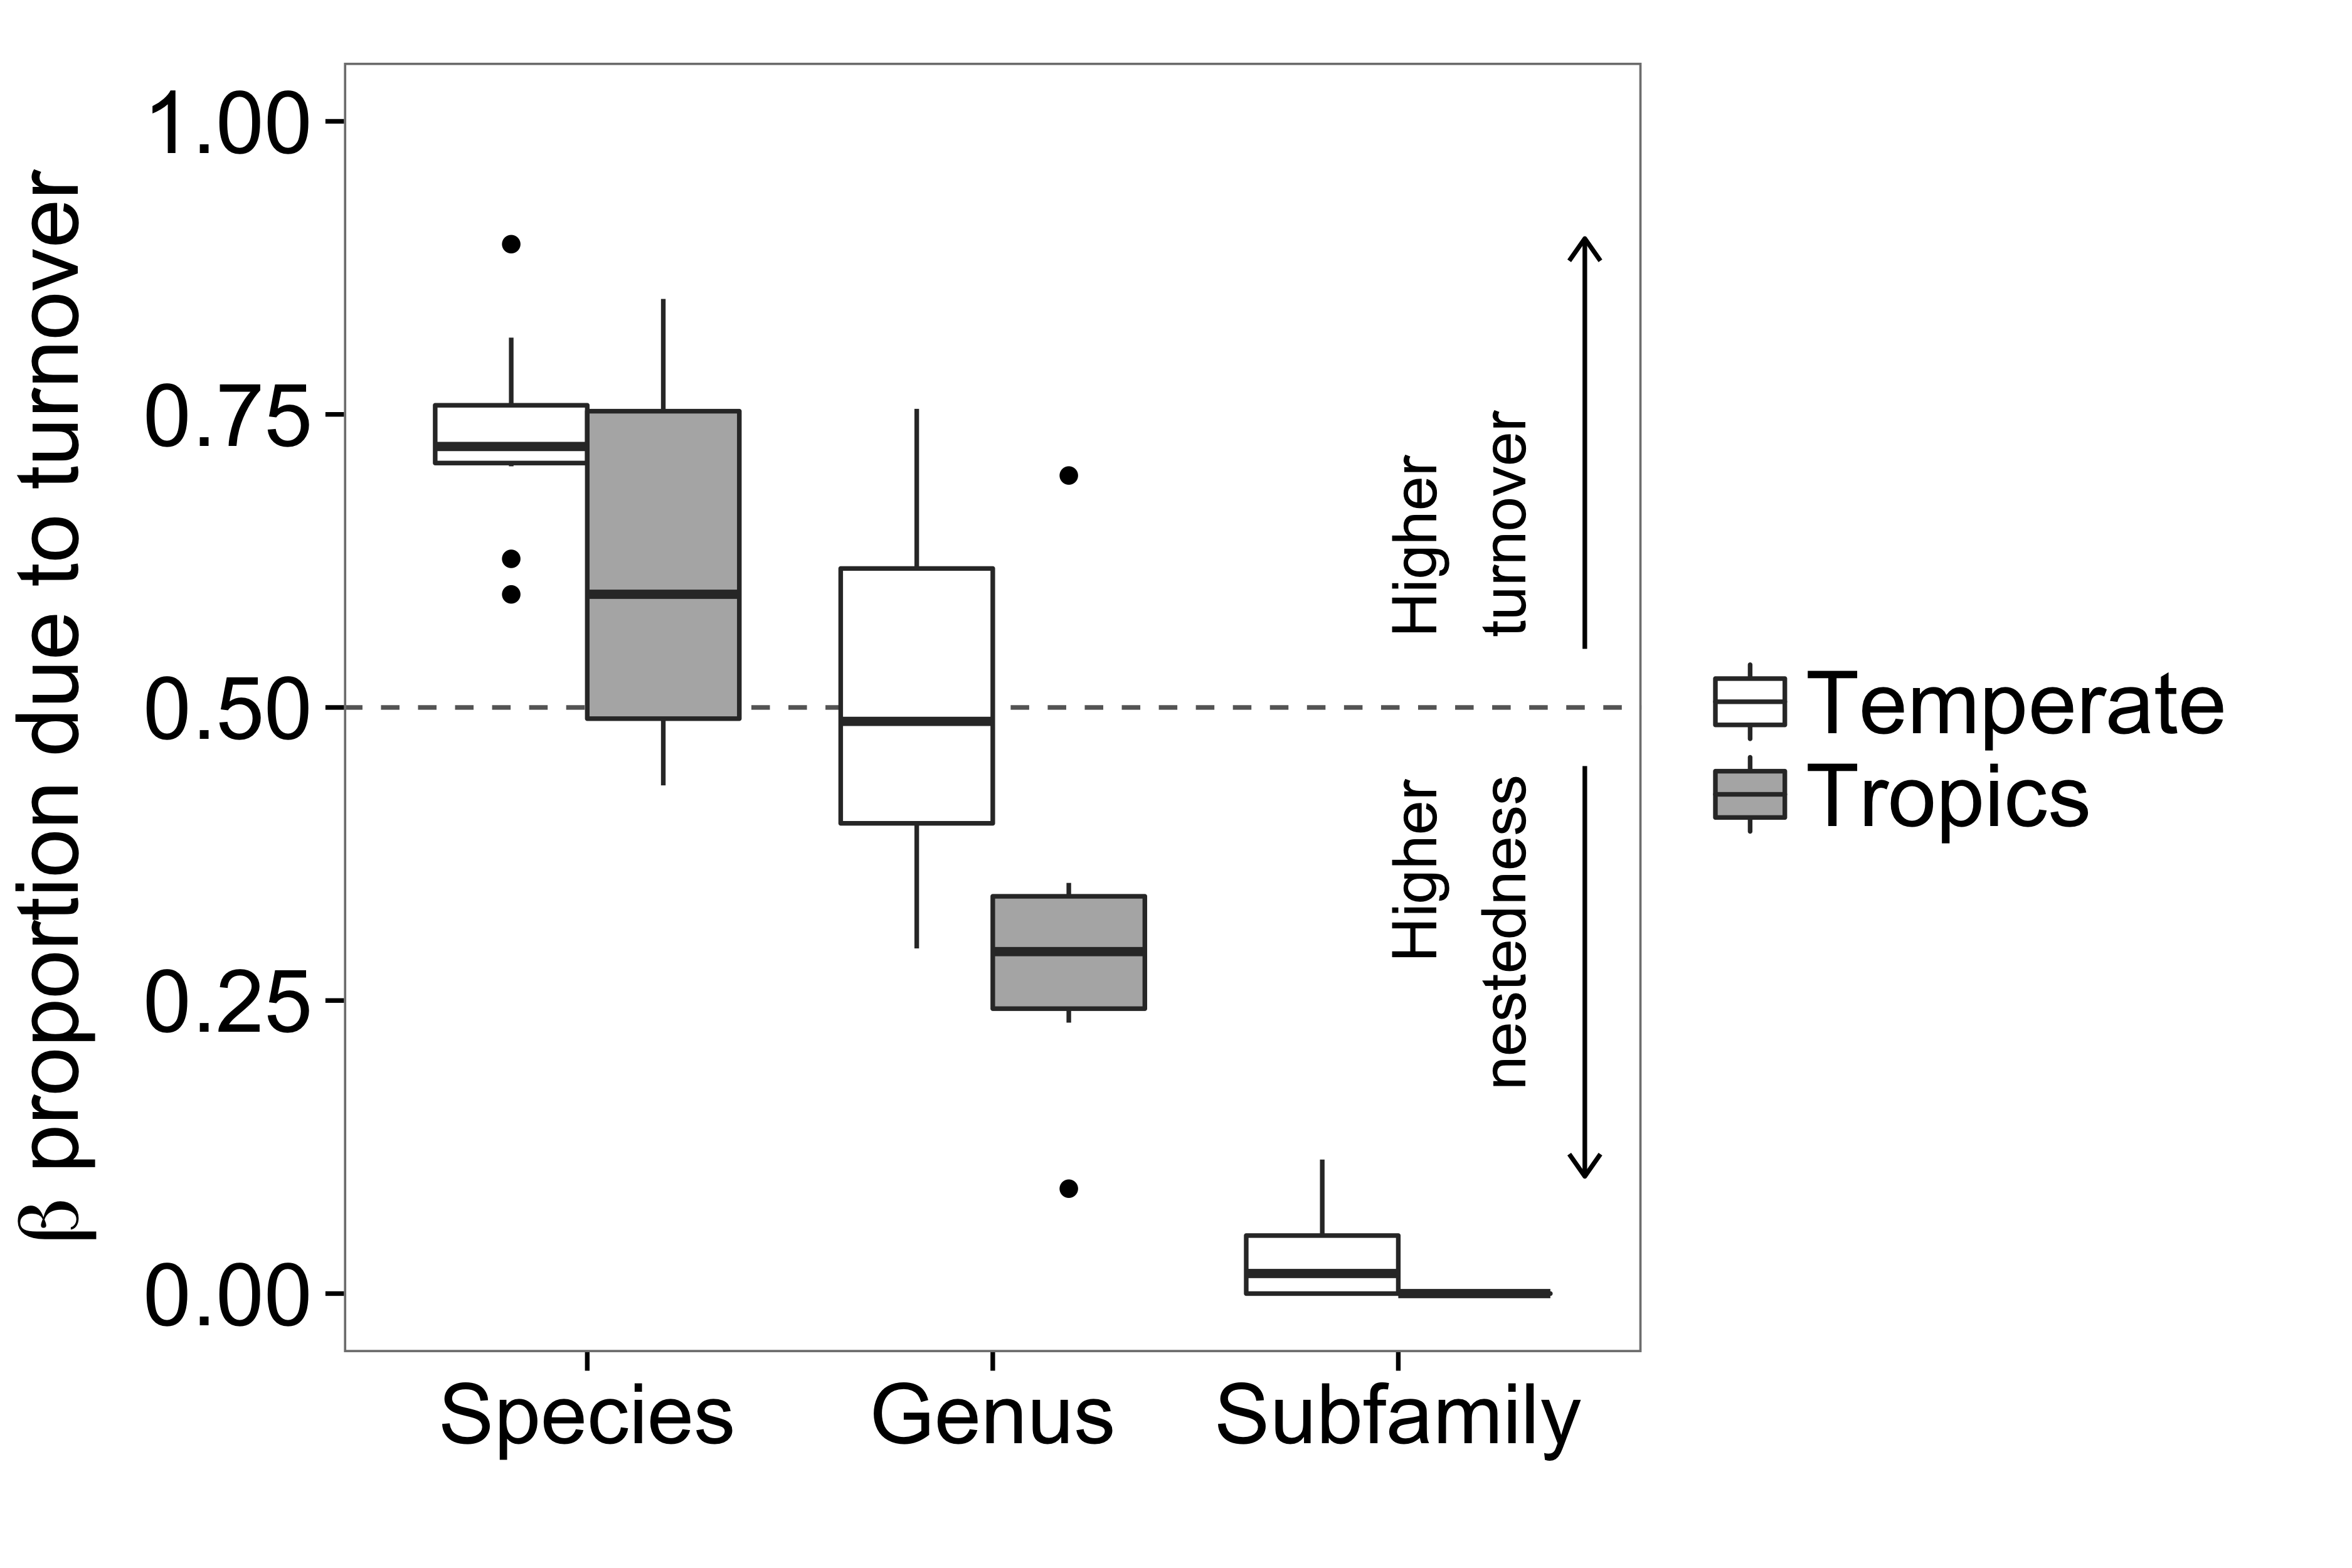 β proportion due to turnover
1.00
0.75
0.50
0.25
0.00
Species
Genus
Subfamily
Higher
turnover
Higher
nestedness
Temperate
Tropics